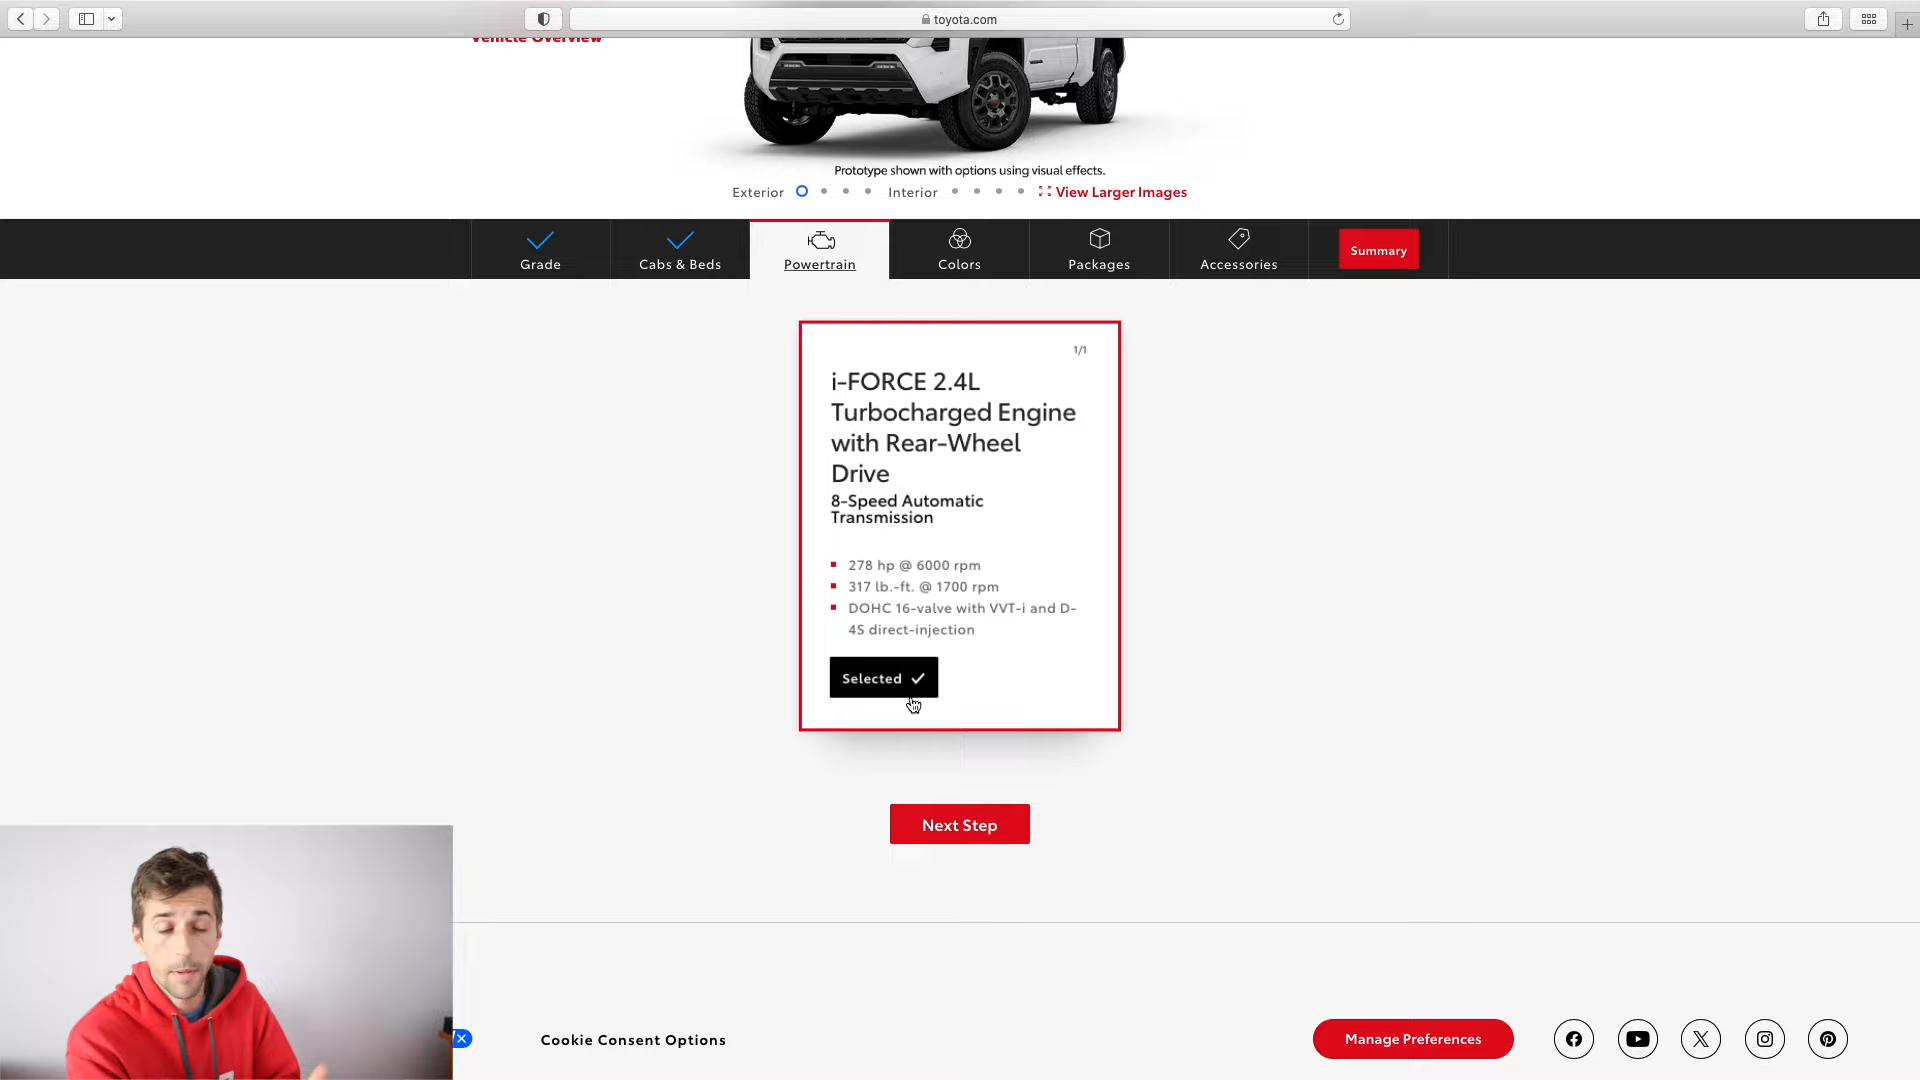 toyota.com
Vehicle Overview
Prototype shown with options using visual effects.
Exterior
Interior
View Larger Images
Grade
Cabs & Beds
Powertrain
Colors
Packages
Accessories
Summary
1/1
i-FORCE 2.4L
Turbocharged Engine
with Rear-Wheel
Drive
8-Speed Automatic
Transmission
278 hp @ 6000 rpm
317 lb.-ft. @ 1700 rpm
DOHC 16-valve with VVT-i and D-
4S direct-injection
Selected
Next Step
Cookie Consent Options
Manage Preferences